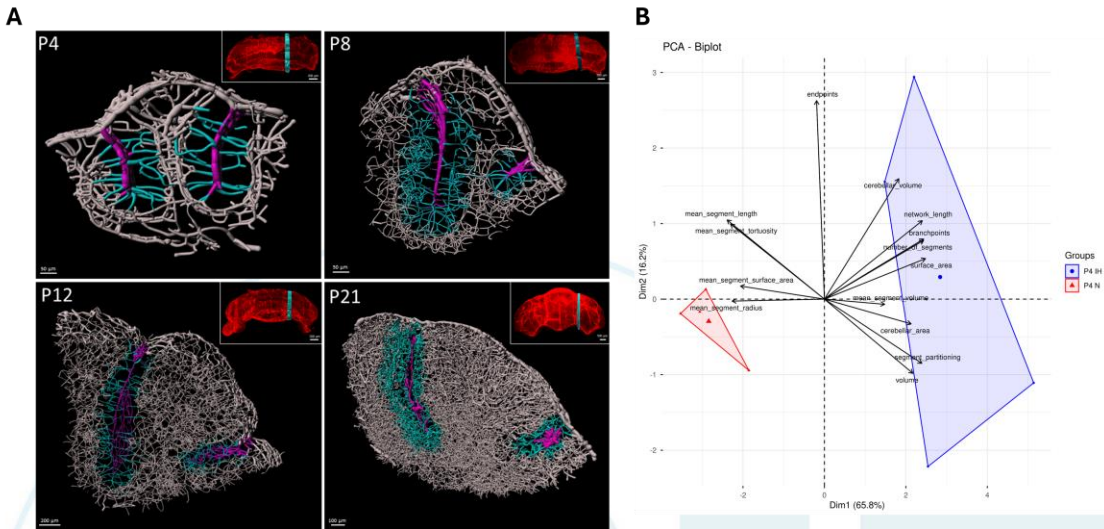 A
B
P4
P8
50 µm
50 µm
P12
P21
200 µm
100 µm
PCA - Biplot
3
2
1
0
-1
-2
Dim2 (16.2%)
endpoints
cerebellar_volume
mean_segment_length
network_length
mean_segment_tortuosity
branchpoints
number_of_segments
surface_area
mean_segment_surface_area
mean_segment_volume
mean_segment_radius
cerebellar_area
segment_partitioning
volume
-2
0
2
4
Dim1 (65.8%)
Groups
P4 IH
P4 N